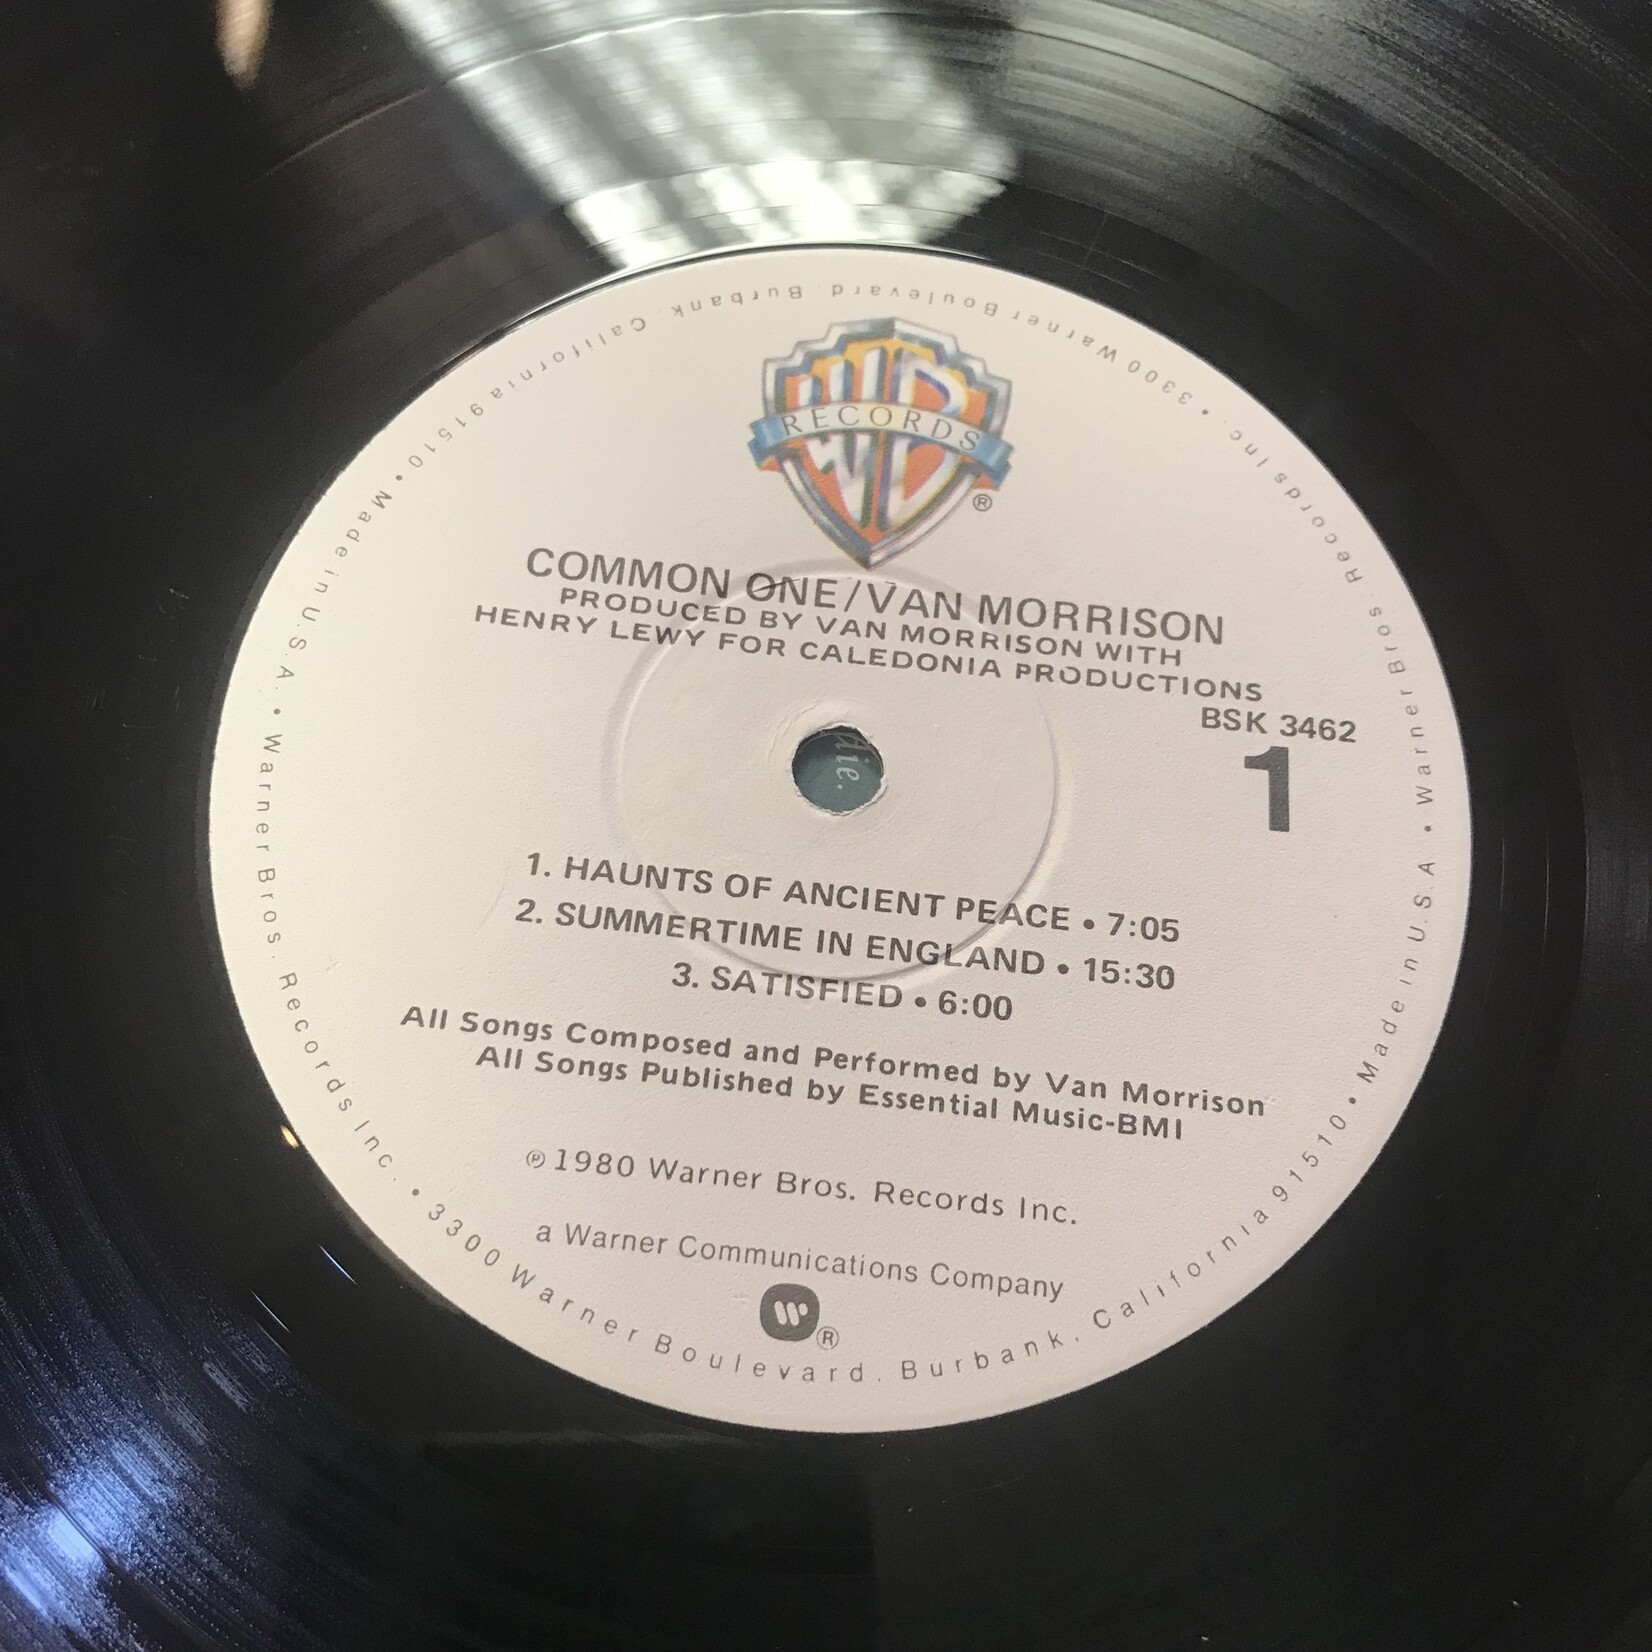 WB
RECORDS
®
COMMON ONE/VAN MORRISON
PRODUCED BY VAN MORRISON WITH
HENRY LEWY FOR CALEDONIA PRODUCTIONS
BSK 3462
1
die.
1. HAUNTS OF ANCIENT PEACE • 7:05
2. SUMMERTIME IN ENGLAND • 15:30
3. SATISFIED • 6:00
All Songs Composed and Performed by Van Morrison
All Songs Published by Essential Music-BMI
℗ 1980 Warner Bros. Records Inc.
a Warner Communications Company
W ®
Warner Bros. Records Inc. • 3300 Warner Boulevard. Burbank. California 91510 • Made in U.S.A. •
Warner Bros. Records Inc. • 3300 Warner Boulevard. Burbank. California 91510 • Made in U.S.A. •